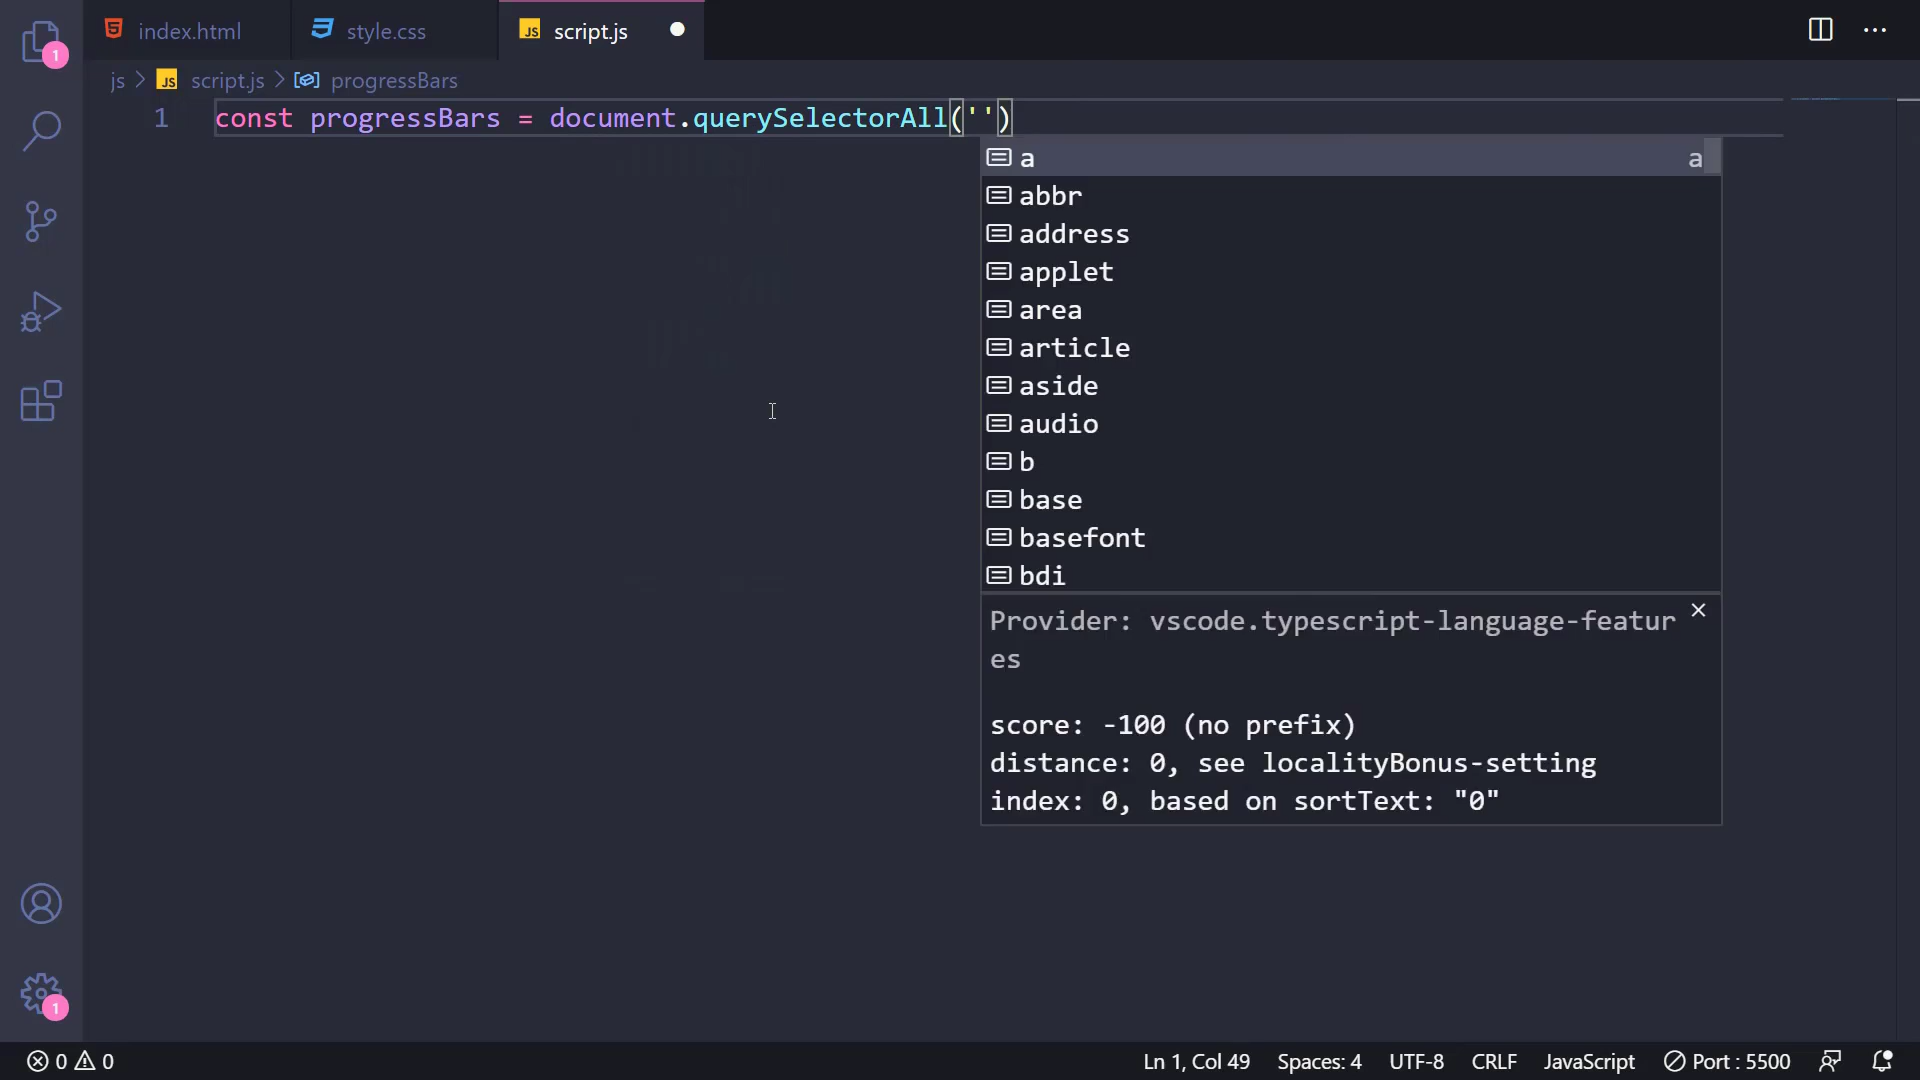 index.html
style.css
JS script.js
js > JS script.js > progressBars
1 const progressBars = document.querySelectorAll('')
a a
abbr
address
applet
area
article
aside
audio
b
base
basefont
bdi
Provider: vscode.typescript-language-featur
es
score: -100 (no prefix)
distance: 0, see localityBonus-setting
index: 0, based on sortText: "0"
1
1
0 0
Ln 1, Col 49 Spaces: 4 UTF-8 CRLF JavaScript Port : 5500